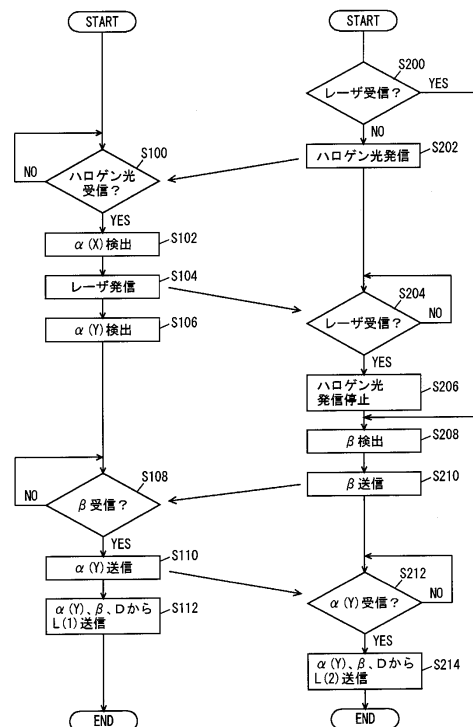 START
S100
ハロゲン光
受信?
NO
YES
α(X)検出
S102
レーザ発信
S104
α(Y)検出
S106
S108
β受信?
NO
YES
α(Y)送信
S110
α(Y)、β、Dから
L(1)送信
S112
END
START
S200
レーザ受信?
YES
NO
ハロゲン光発信
S202
S204
レーザ受信?
NO
YES
ハロゲン光
発信停止
S206
β検出
S208
β送信
S210
S212
α(Y)受信?
NO
YES
α(Y)、β、Dから
L(2)送信
S214
END